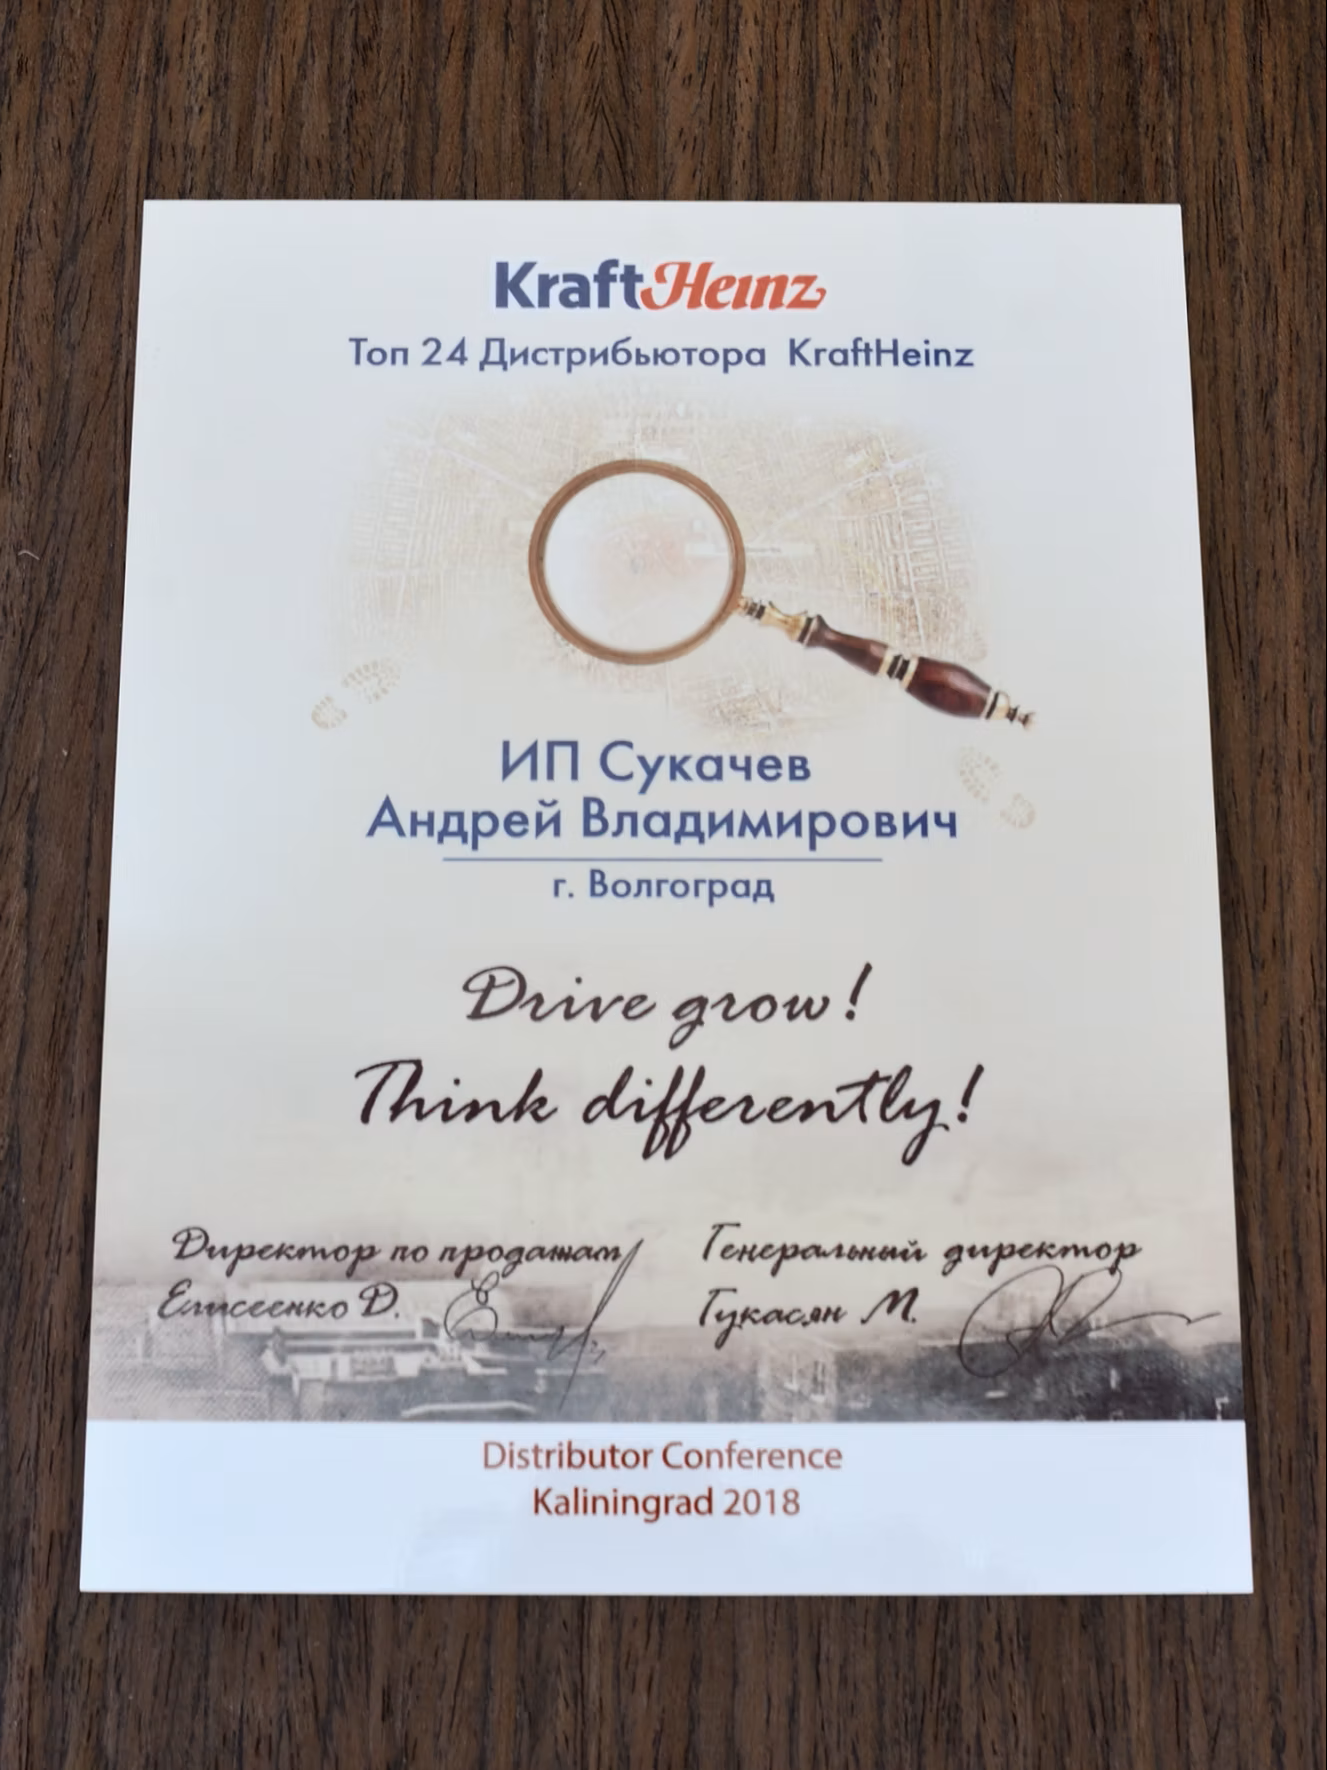 KraftHeinz
Топ 24 Дистрибьютора KraftHeinz
ИП Сукачев
Андрей Владимирович
г. Волгоград
Drive grow!
Think differently!
Директор по продажам
Елисеенко Д.
Генеральный директор
Гукасян М.
Distributor Conference
Kaliningrad 2018